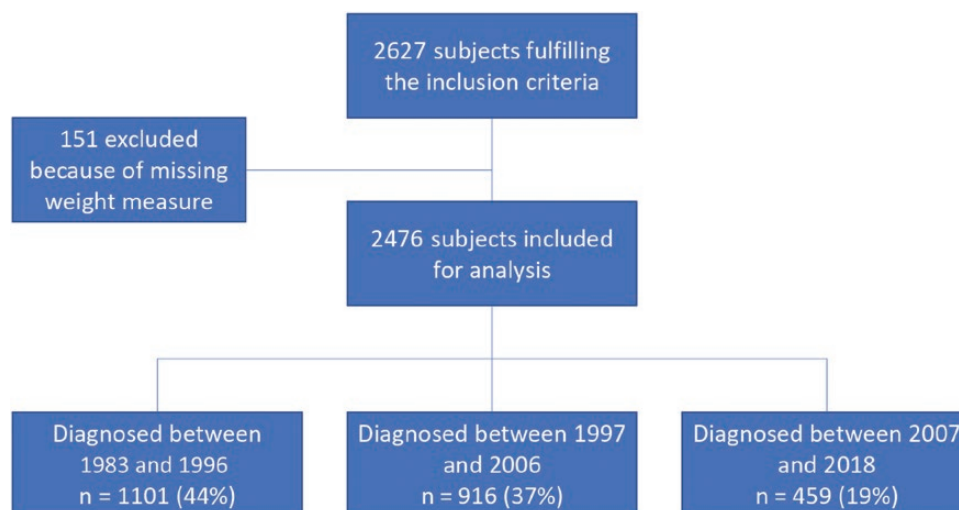 2627 subjects fulfilling
the inclusion criteria
151 excluded
because of missing
weight measure
2476 subjects included
for analysis
Diagnosed between
1983 and 1996
n = 1101 (44%)
Diagnosed between 1997
and 2006
n = 916 (37%)
Diagnosed between 2007
and 2018
n = 459 (19%)